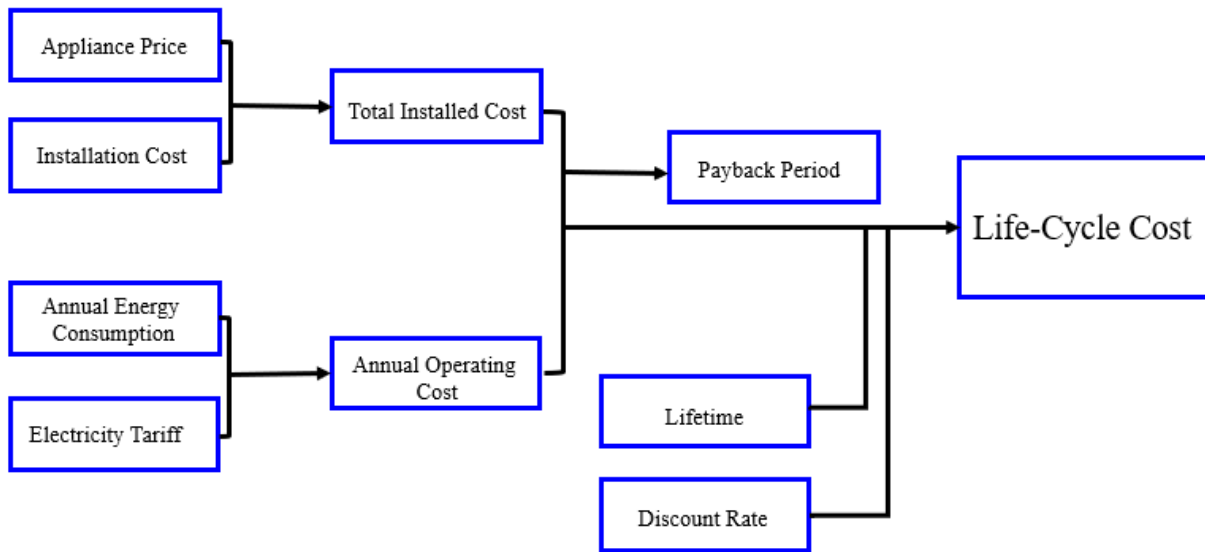 Appliance Price
Installation Cost
Total Installed Cost
Payback Period
Life-Cycle Cost
Annual Energy
Consumption
Electricity Tariff
Annual Operating
Cost
Lifetime
Discount Rate